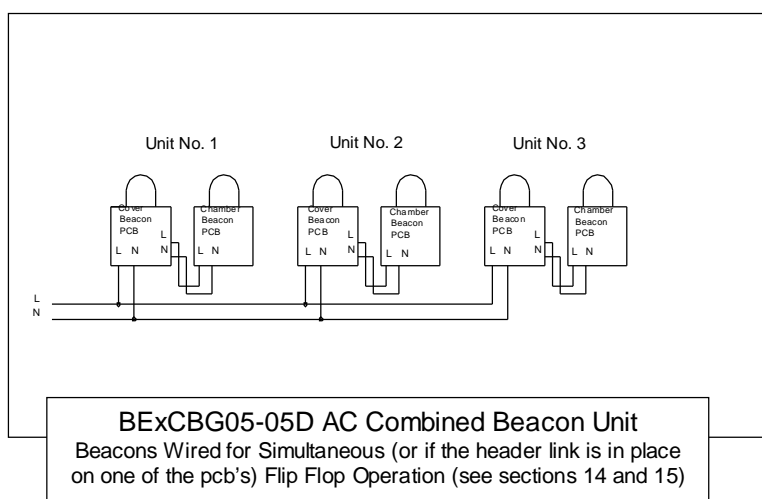 Unit No. 1
Unit No. 2
Unit No. 3
Cover
Beacon
PCB
L
N
L N
Chamber
Beacon
PCB
L N
Cover
Beacon
PCB
L
N
L N
Chamber
Beacon
PCB
L N
Cover
Beacon
PCB
L
N
L N
Chamber
Beacon
PCB
L N
L
N
BExCBG05-05D AC Combined Beacon Unit
Beacons Wired for Simultaneous (or if the header link is in place
on one of the pcb's) Flip Flop Operation (see sections 14 and 15)